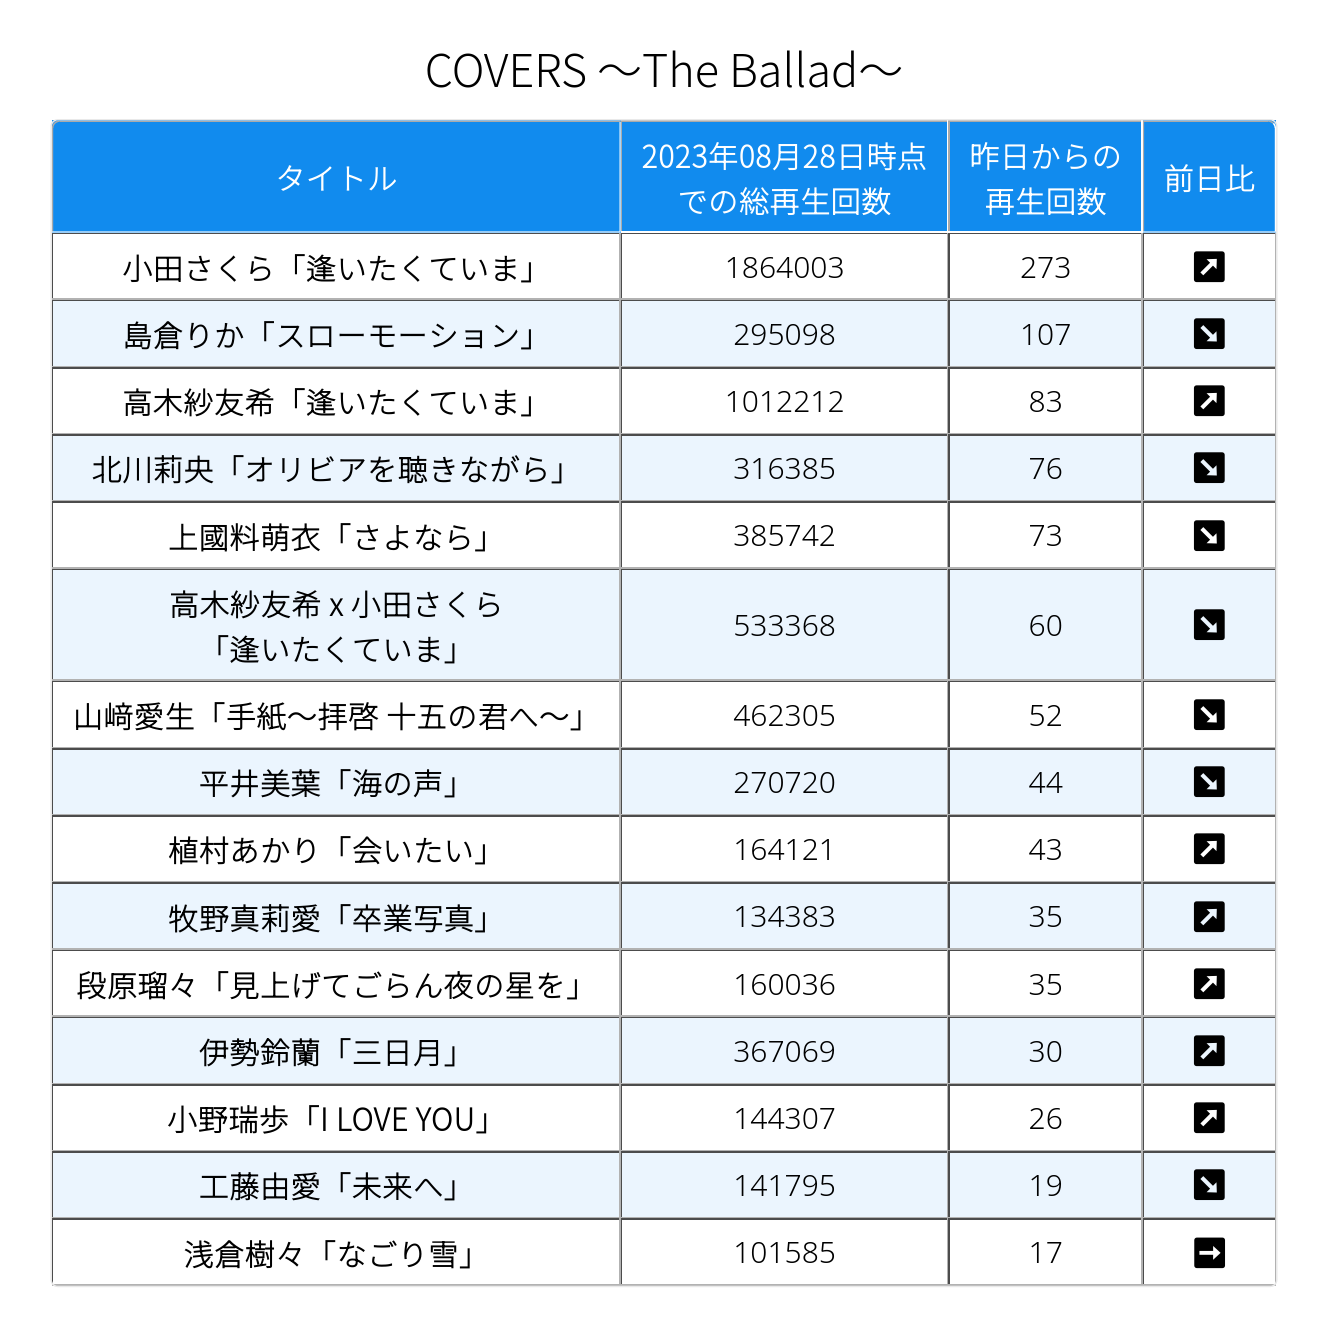 COVERS ～The Ballad～
タイトル
2023年08月28日時点
での総再生回数
昨日からの
再生回数
前日比
小田さくら「逢いたくていま」 1864003 273 ↗
島倉りか「スローモーション」 295098 107 ↘
高木紗友希「逢いたくていま」 1012212 83 ↗
北川莉央「オリビアを聴きながら」 316385 76 ↘
上國料萌衣「さよなら」 385742 73 ↘
高木紗友希 x 小田さくら
「逢いたくていま」 533368 60 ↘
山﨑愛生「手紙～拝啓 十五の君へ～」 462305 52 ↘
平井美葉「海の声」 270720 44 ↘
植村あかり「会いたい」 164121 43 ↗
牧野真莉愛「卒業写真」 134383 35 ↗
段原瑠々「見上げてごらん夜の星を」 160036 35 ↗
伊勢鈴蘭「三日月」 367069 30 ↗
小野瑞歩「I LOVE YOU」 144307 26 ↗
工藤由愛「未来へ」 141795 19 ↘
浅倉樹々「なごり雪」 101585 17 →